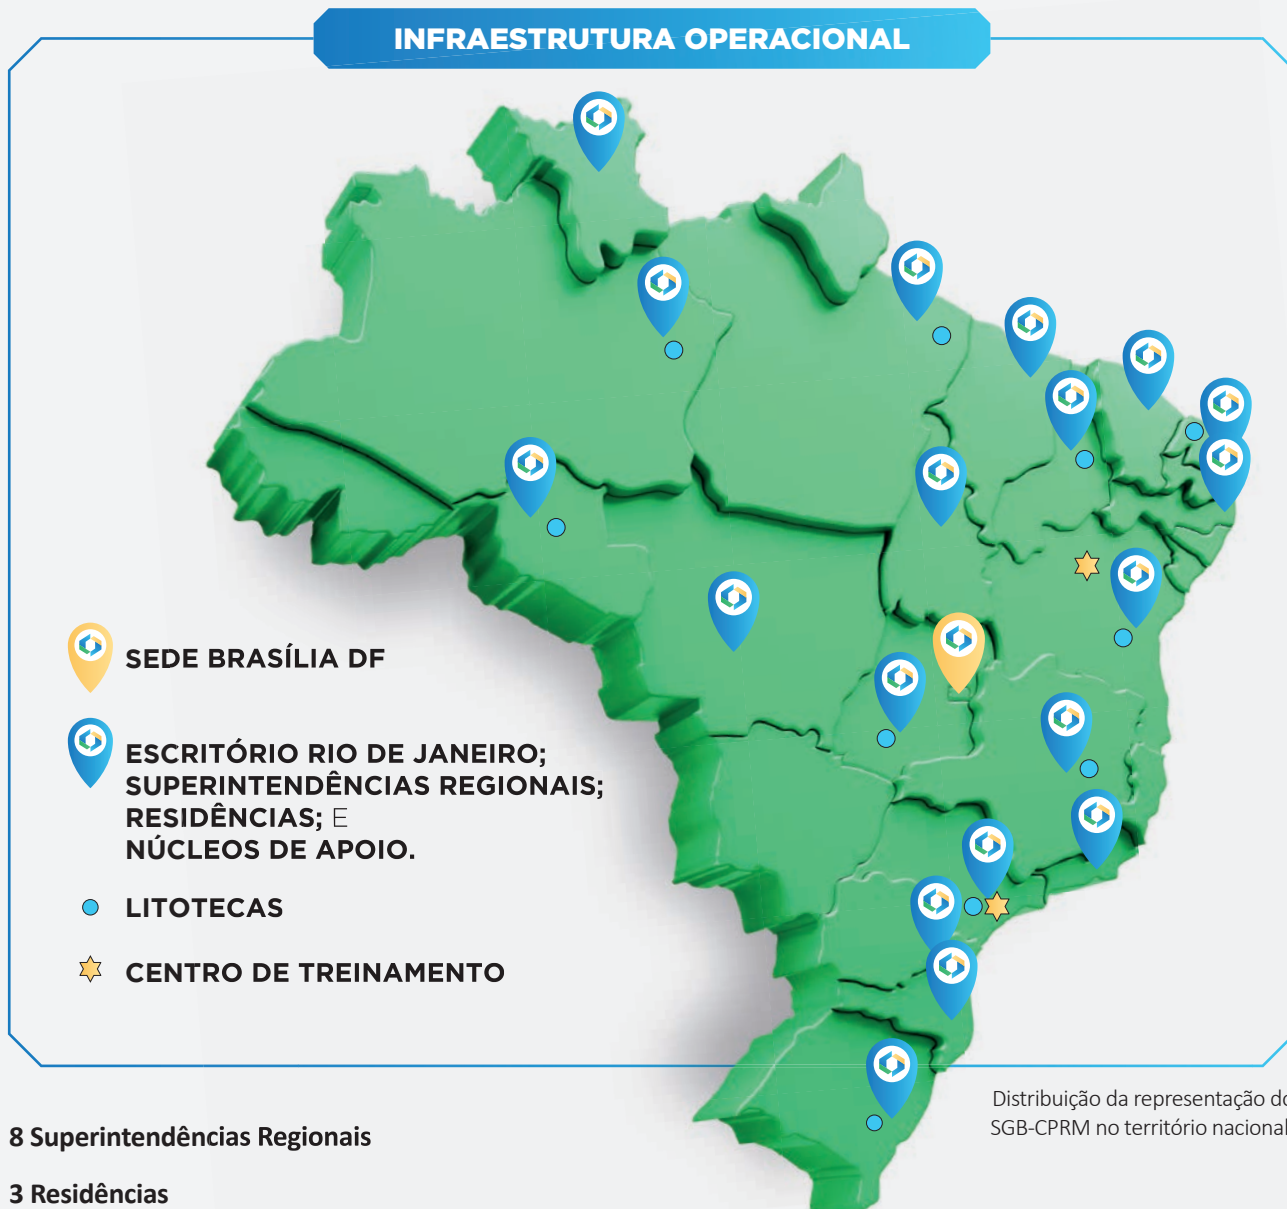 INFRAESTRUTURA OPERACIONAL
SEDE BRASÍLIA DF
ESCRITÓRIO RIO DE JANEIRO;
SUPERINTENDÊNCIAS REGIONAIS;
RESIDÊNCIAS; E
NÚCLEOS DE APOIO.
LITOTECAS
CENTRO DE TREINAMENTO
Distribuição da representação do
SGB-CPRM no território nacional
8 Superintendências Regionais
3 Residências